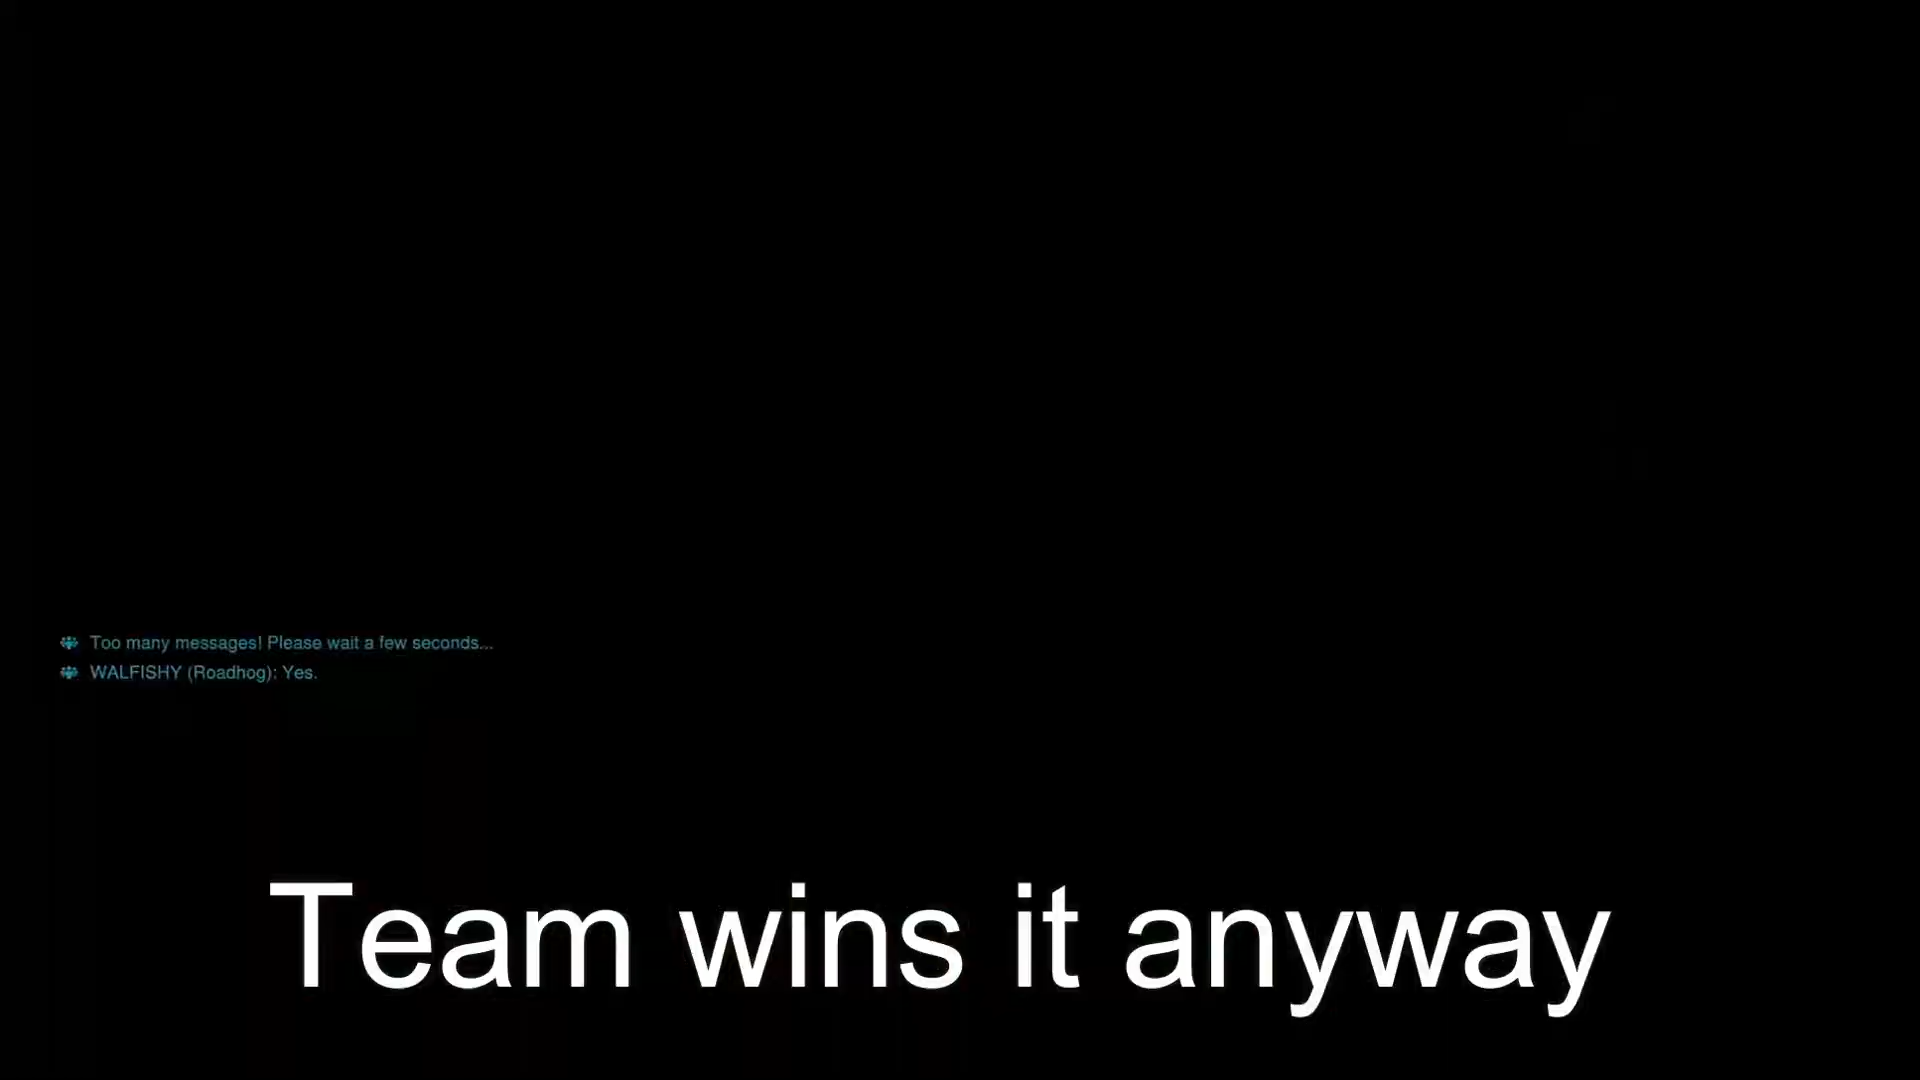 Too many messages! Please wait a few seconds...
WALFISHY (Roadhog): Yes.
Team wins it anyway